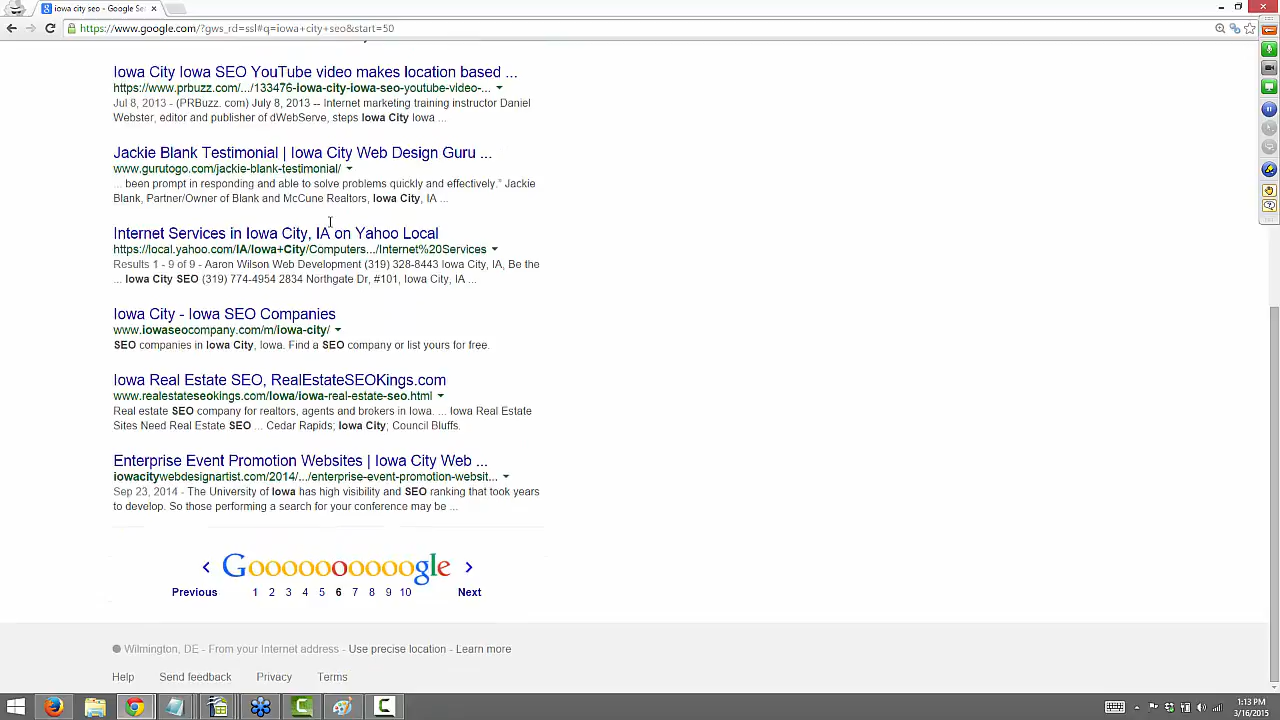 iowa city seo - Google Se
https://www.google.com/?gws_rd=ssl#q=iowa+city+seo&start=50
Iowa City Iowa SEO YouTube video makes location based ...
https://www.prbuzz.com/.../133476-iowa-city-iowa-seo-youtube-video-...
Jul 8, 2013 - (PRBuzz. com) July 8, 2013 -- Internet marketing training instructor Daniel
Webster, editor and publisher of dWebServe, steps Iowa City Iowa ...
Jackie Blank Testimonial | Iowa City Web Design Guru ...
www.gurutogo.com/jackie-blank-testimonial/
... been prompt in responding and able to solve problems quickly and effectively." Jackie
Blank, Partner/Owner of Blank and McCune Realtors, Iowa City, IA ...
Internet Services in Iowa City, IA on Yahoo Local
https://local.yahoo.com/IA/Iowa+City/Computers.../Internet%20Services
Results 1 - 9 of 9 - Aaron Wilson Web Development (319) 328-8443 Iowa City, IA, Be the
... Iowa City SEO (319) 774-4954 2834 Northgate Dr, #101, Iowa City, IA ...
Iowa City - Iowa SEO Companies
www.iowaseocompany.com/m/iowa-city/
SEO companies in Iowa City, Iowa. Find a SEO company or list yours for free.
Iowa Real Estate SEO, RealEstateSEOKings.com
www.realestateseokings.com/Iowa/iowa-real-estate-seo.html
Real estate SEO company for realtors, agents and brokers in Iowa. ... Iowa Real Estate
Sites Need Real Estate SEO ... Cedar Rapids; Iowa City; Council Bluffs.
Enterprise Event Promotion Websites | Iowa City Web ...
iowacitywebdesignartist.com/2014/.../enterprise-event-promotion-websit...
Sep 23, 2014 - The University of Iowa has high visibility and SEO ranking that took years
to develop. So those performing a search for your conference may be ...
Goooooooooogle
Previous 1 2 3 4 5 6 7 8 9 10 Next
Wilmington, DE - From your Internet address - Use precise location - Learn more
Help Send feedback Privacy Terms
1:13 PM
3/16/2015